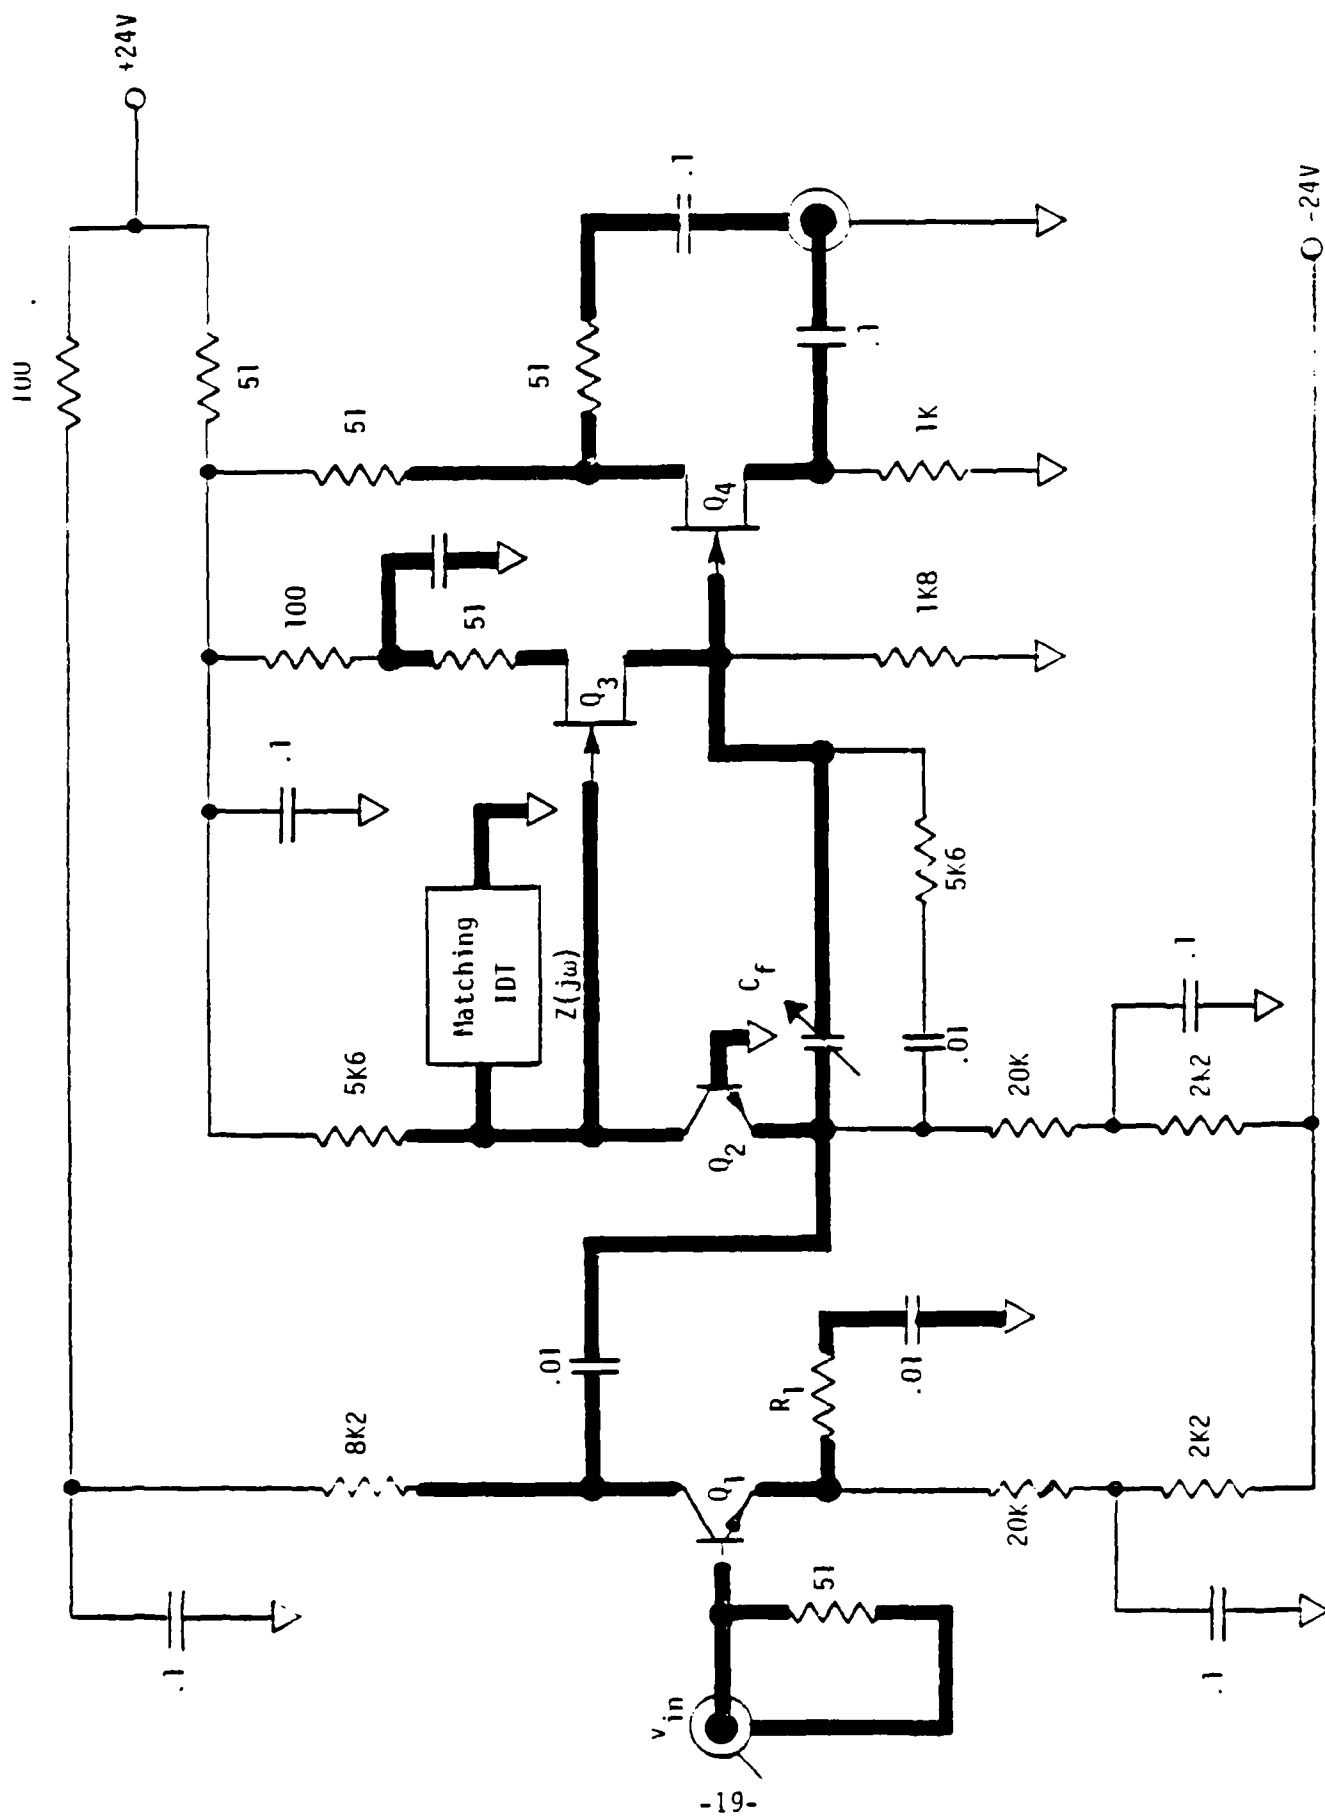 100
+24V
51
51
51
.1
.1
100
51
.1
Q4
1K
Q3
1K8
Matching
IDT
Z(jω)
5K6
Q2
Cf
5K6
.01
20K
.1
2K2
-24V
8K2
.01
R1
.01
Q1
20K
2K2
.1
.1
vin
51
-19-